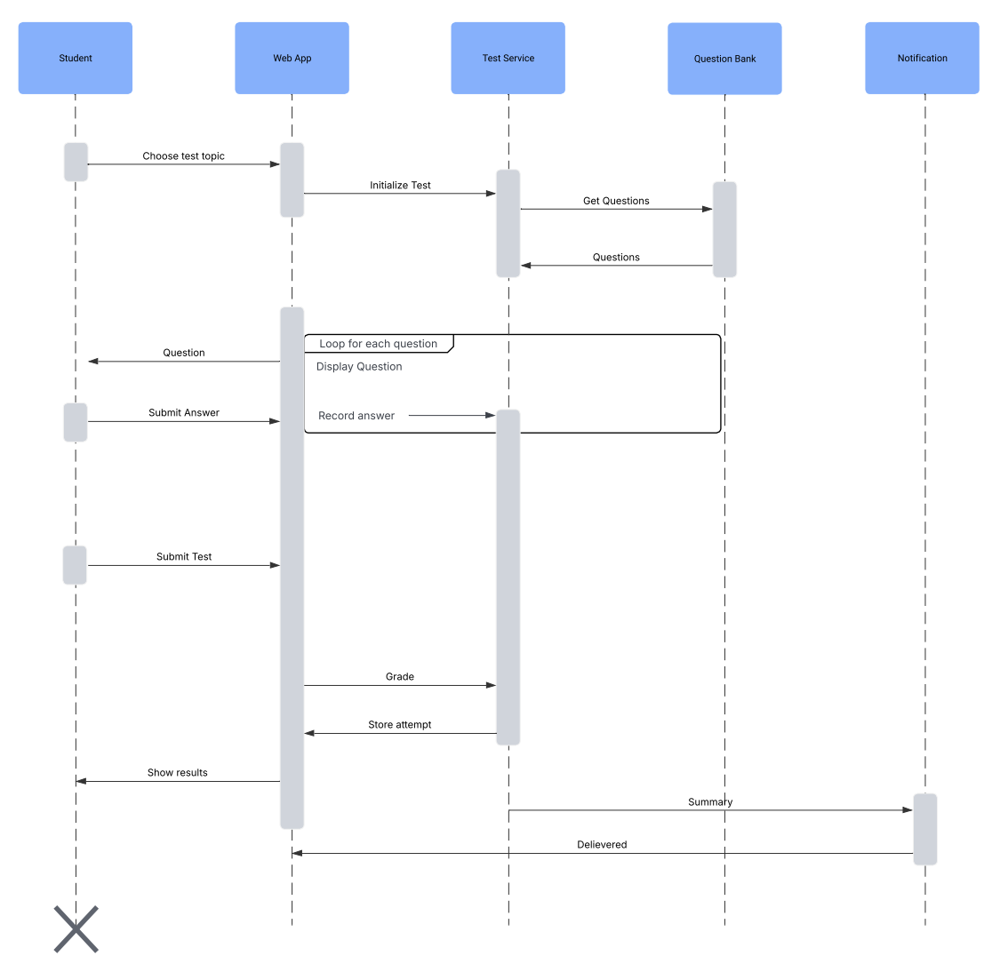 Student
Web App
Test Service
Question Bank
Notification
Choose test topic
Initialize Test
Get Questions
Questions
Loop for each question
Question
Display Question
Submit Answer
Record answer
Submit Test
Grade
Store attempt
Show results
Summary
Delievered